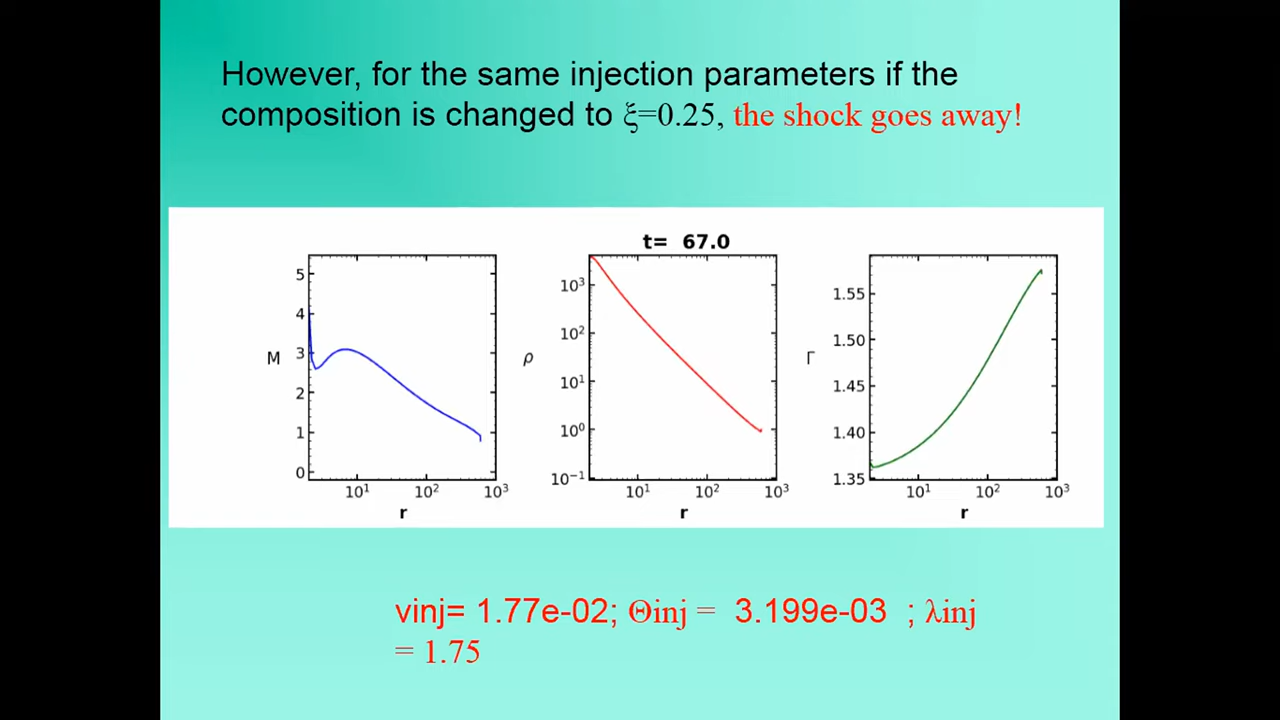 However, for the same injection parameters if the
composition is changed to ξ=0.25, the shock goes away!
t= 67.0
M
5
4
3
2
1
0
10¹ 10² 10³
r
ρ
10³
10²
10¹
10⁰
10⁻¹
10¹ 10² 10³
r
Γ
1.55
1.50
1.45
1.40
1.35
10¹ 10² 10³
r
vinj= 1.77e-02; Θinj = 3.199e-03 ; λinj
= 1.75